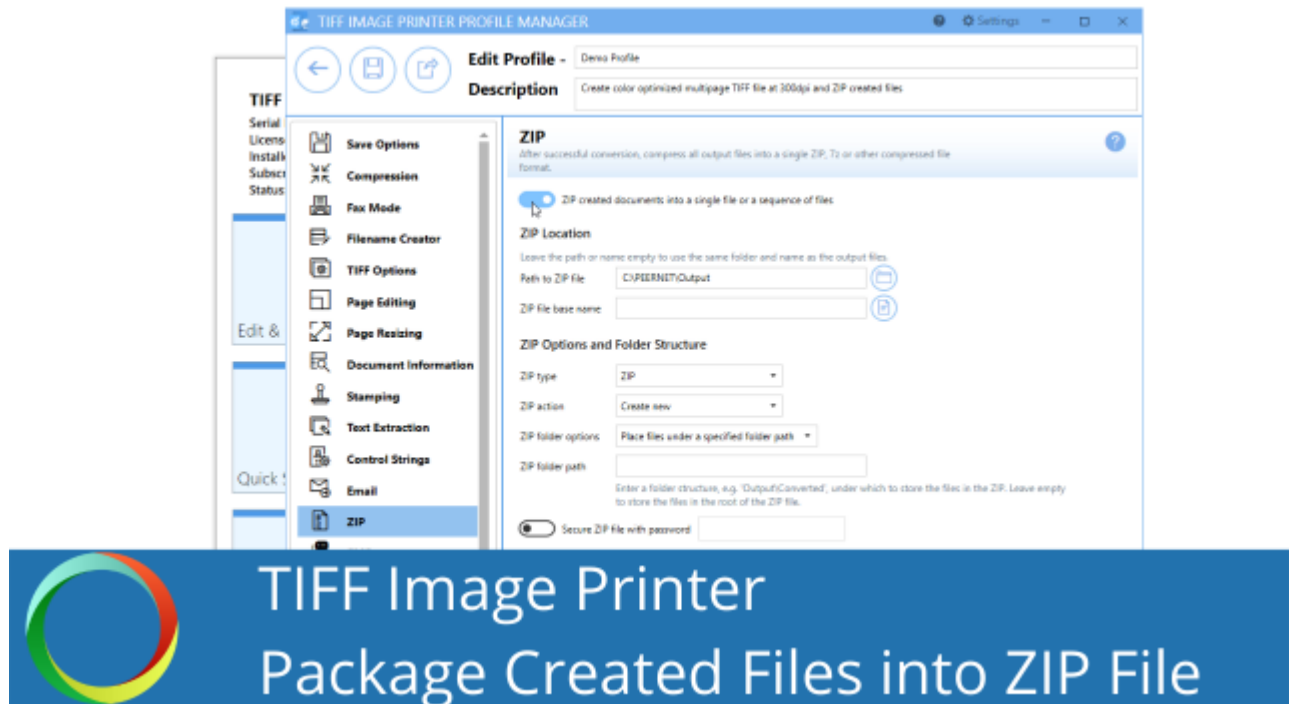 TIFF IMAGE PRINTER PROFILE MANAGER
Settings
Edit Profile - Demo Profile
Description Create color optimized multipage TIFF file at 300dpi and ZIP created files
TIFF
Serial
Licens
Install
Subscr
Status
Edit &
Quick
Save Options
Compression
Fax Mode
Filename Creator
TIFF Options
Page Editing
Page Resizing
Document Information
Stamping
Text Extraction
Control Strings
Email
ZIP
ZIP
After successful conversion, compress all output files into a single ZIP, 7z or other compressed file
format.
ZIP created documents into a single file or a sequence of files
ZIP Location
Leave the path or name empty to use the same folder and name as the output files.
Path to ZIP file C:\PEERNET\Output
ZIP file base name
ZIP Options and Folder Structure
ZIP type ZIP
ZIP action Create new
ZIP folder options Place files under a specified folder path
ZIP folder path
Enter a folder structure, e.g. 'Output\Converted', under which to store the files in the ZIP. Leave empty
to store the files in the root of the ZIP file.
Secure ZIP file with password
TIFF Image Printer
Package Created Files into ZIP File